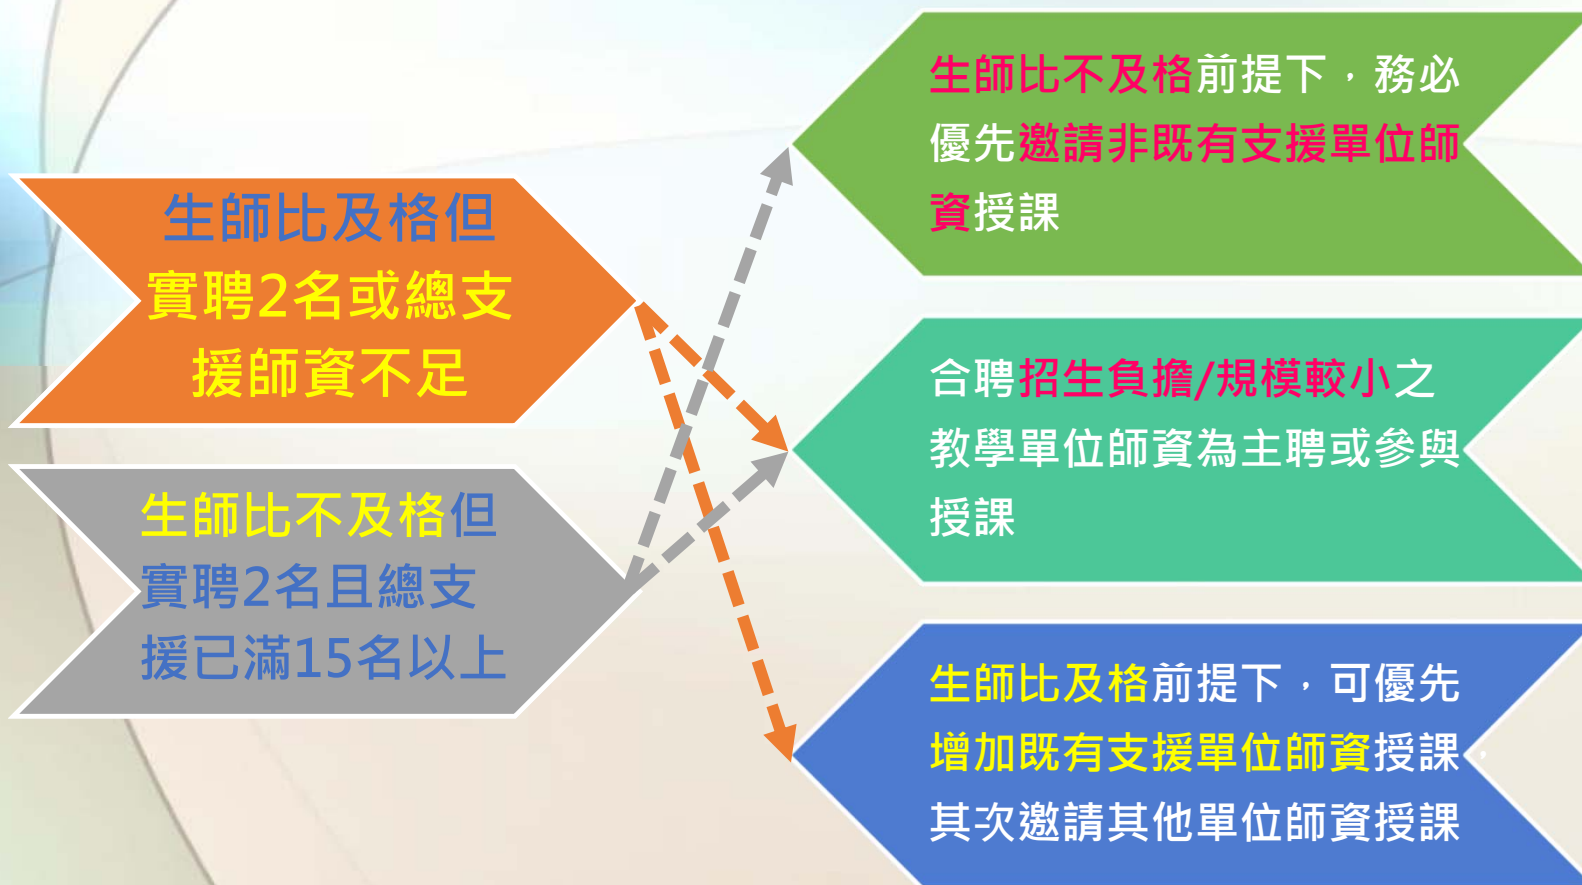 生師比及格但
實聘2名或總支
援師資不足
生師比不及格但
實聘2名且總支
援已滿15名以上
生師比不及格前提下，務必
優先邀請非既有支援單位師
資授課
合聘招生負擔/規模較小之
教學單位師資為主聘或參與
授課
生師比及格前提下，可優先
增加既有支援單位師資授課，
其次邀請其他單位師資授課